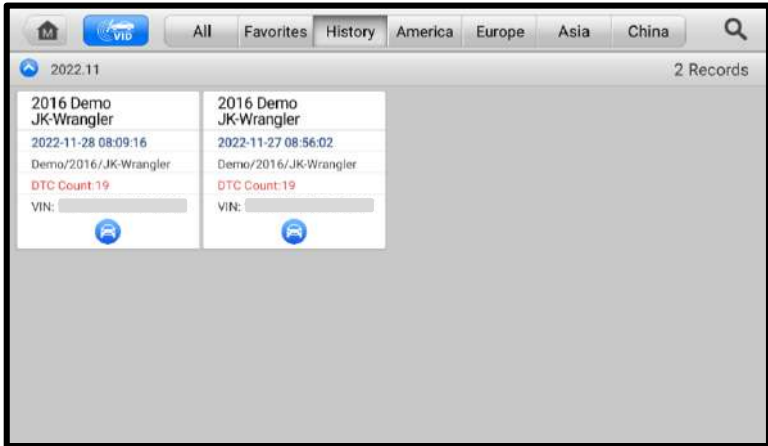 M VID All Favorites History America Europe Asia China
2022.11 2 Records
2016 Demo
JK-Wrangler
2022-11-28 08:09:16
Demo/2016/JK-Wrangler
DTC Count:19
VIN:
2016 Demo
JK-Wrangler
2022-11-27 08:56:02
Demo/2016/JK-Wrangler
DTC Count:19
VIN: